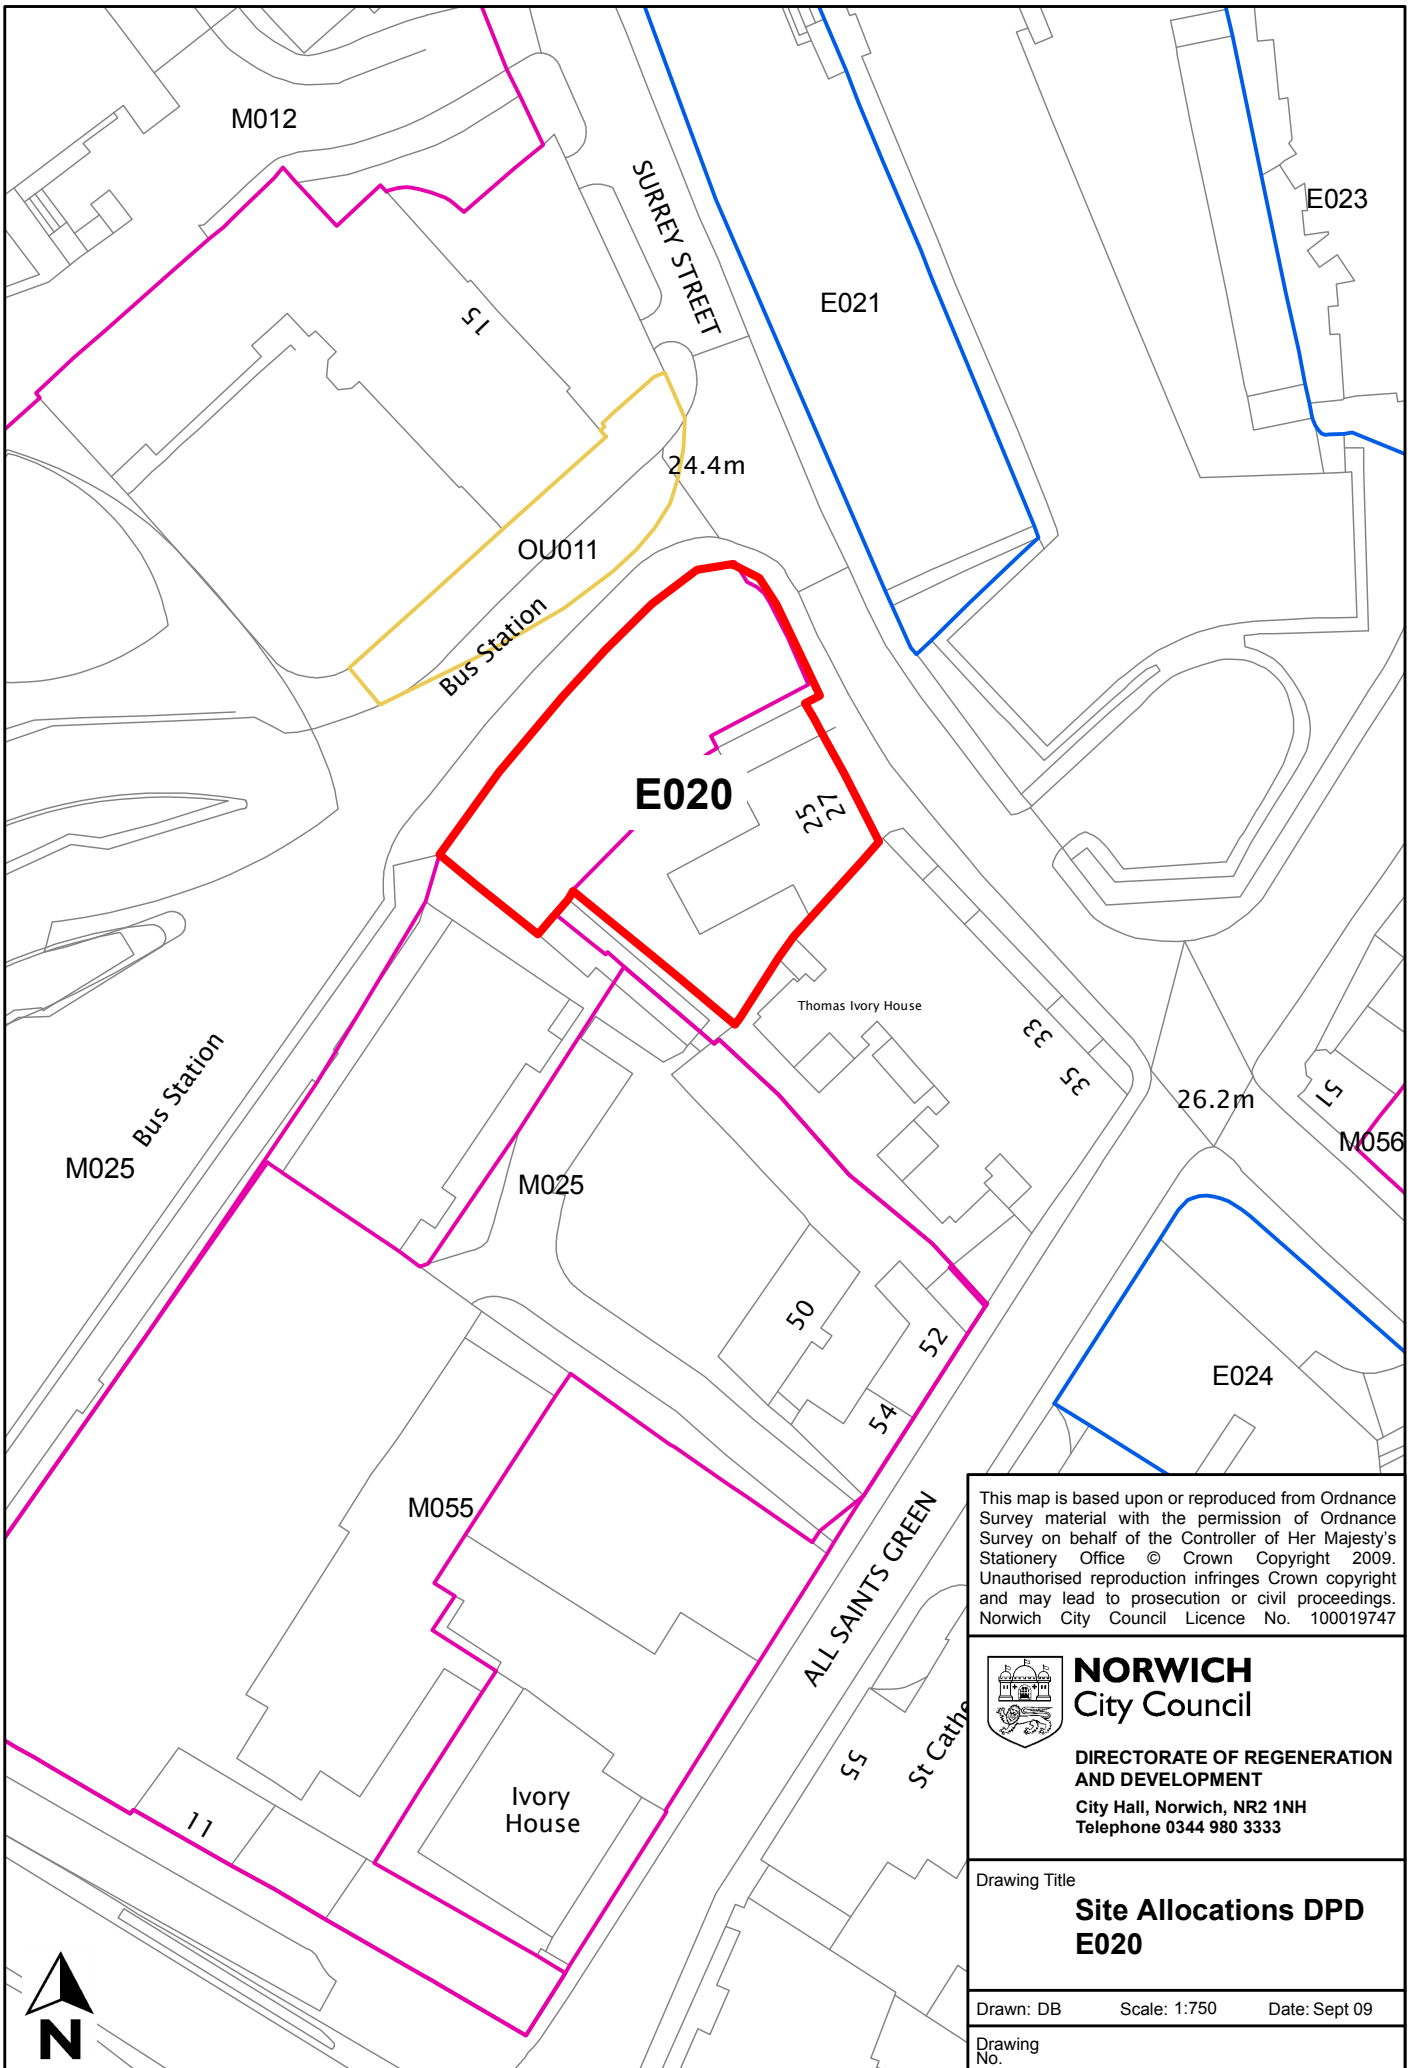 M012
SURREY STREET
E023
E021
15
24.4m
OU011
Bus Station
E020
25
27
Thomas Ivory House
33
35
26.2m
51
M056
Bus Station
M025
M025
50
52
54
E024
M055
ALL SAINTS GREEN
55
St Cathe
Ivory
House
11
N
This map is based upon or reproduced from Ordnance
Survey material with the permission of Ordnance
Survey on behalf of the Controller of Her Majesty's
Stationery Office © Crown Copyright 2009.
Unauthorised reproduction infringes Crown copyright
and may lead to prosecution or civil proceedings.
Norwich City Council Licence No. 100019747
NORWICH
City Council
DIRECTORATE OF REGENERATION
AND DEVELOPMENT
City Hall, Norwich, NR2 1NH
Telephone 0344 980 3333
Drawing Title
Site Allocations DPD
E020
Drawn: DB Scale: 1:750 Date: Sept 09
Drawing
No.